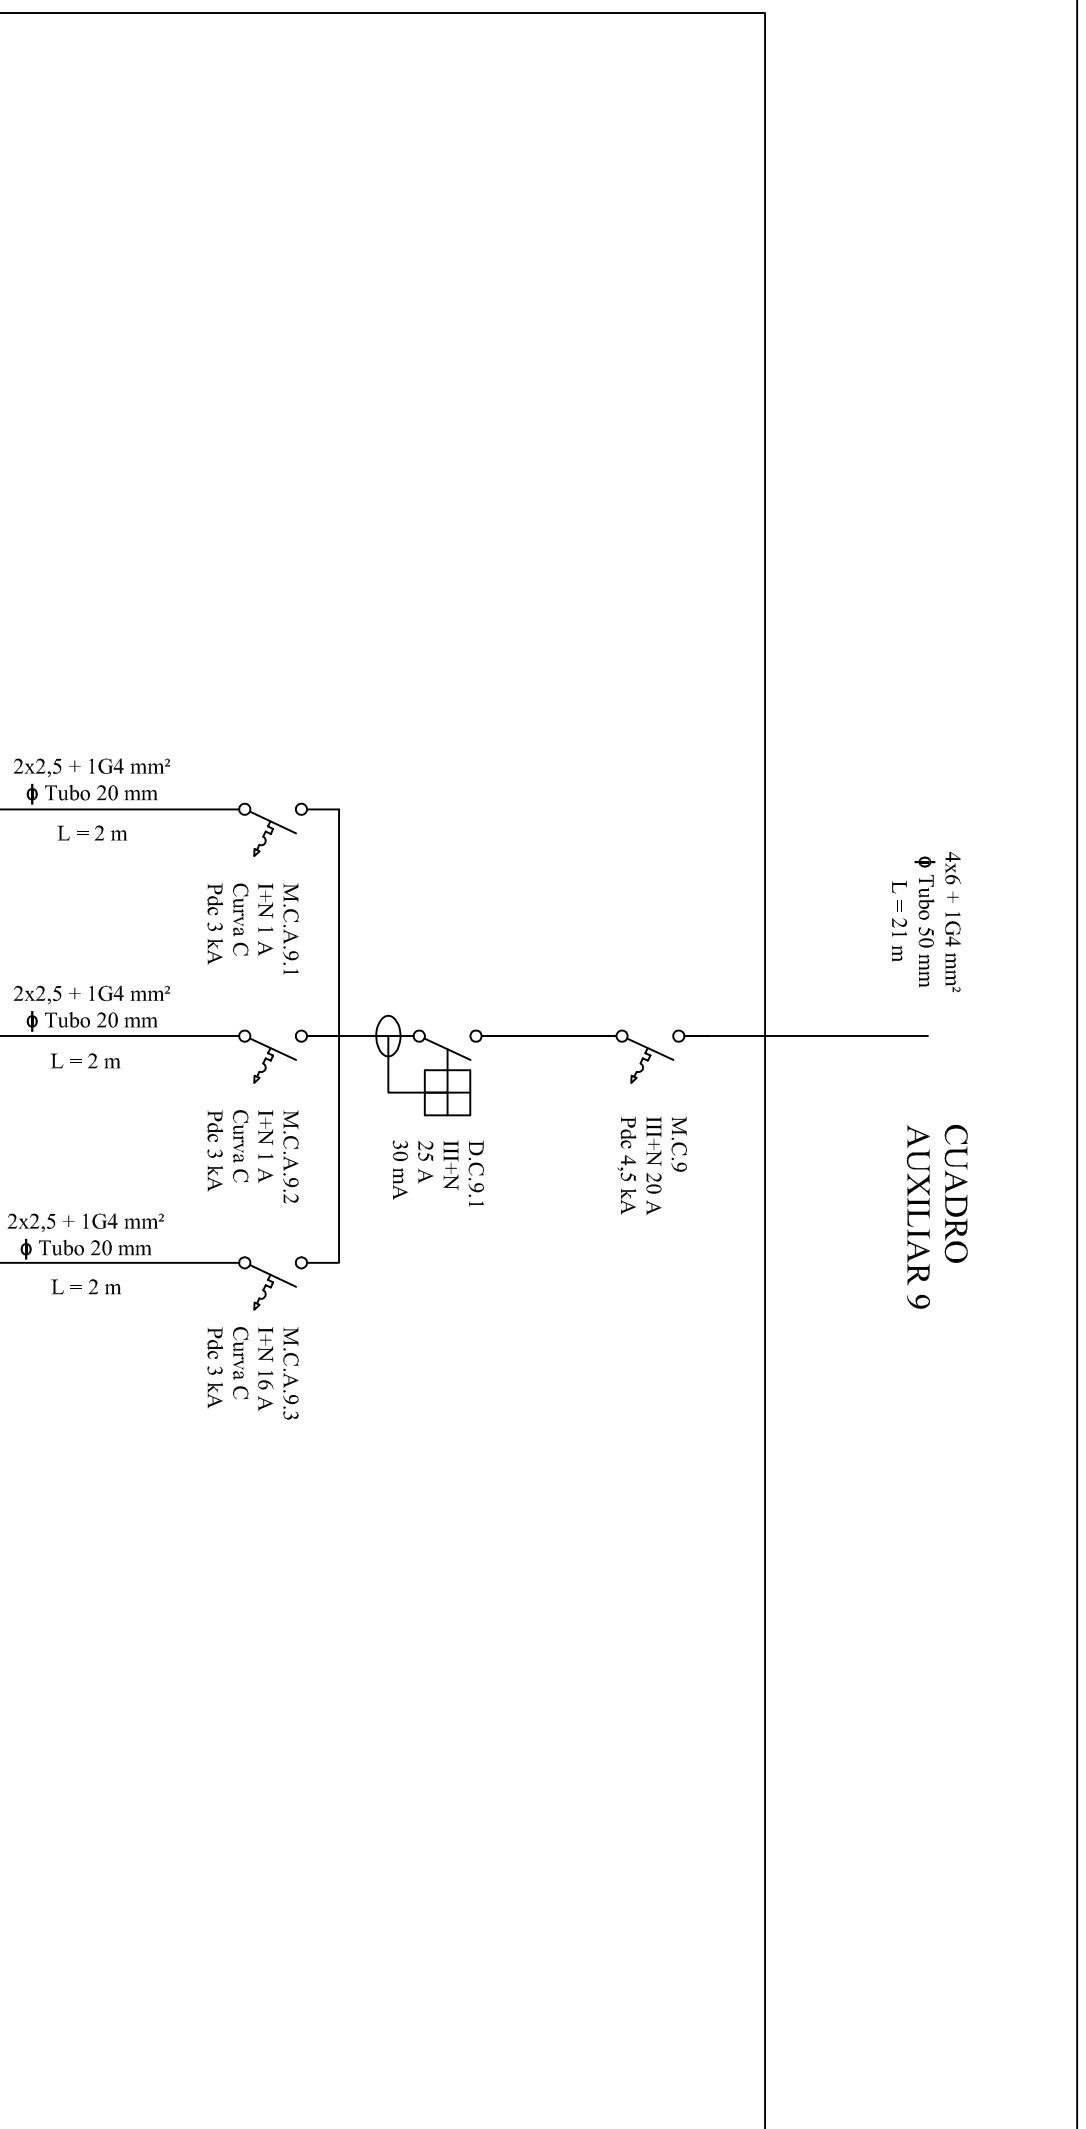 CUADRO
AUXILIAR 9
4x6 + 1G4 mm²
ϕ Tubo 50 mm
L = 21 m
M.C.9
III+N 20 A
Pdc 4,5 kA
D.C.9.1
III+N
25 A
30 mA
M.C.A.9.1
I+N 1 A
Curva C
Pdc 3 kA
2x2,5 + 1G4 mm²
ϕ Tubo 20 mm
L = 2 m
M.C.A.9.2
I+N 1 A
Curva C
Pdc 3 kA
2x2,5 + 1G4 mm²
ϕ Tubo 20 mm
L = 2 m
M.C.A.9.3
I+N 16 A
Curva C
Pdc 3 kA
2x2,5 + 1G4 mm²
ϕ Tubo 20 mm
L = 2 m